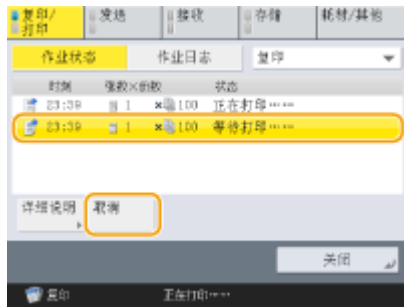 复印/打印 发送 接收 存储 耗材/其他
作业状态 作业日志 复印
时刻 张数×份数 状态
23:39 1 ×100 正在打印……
23:39 1 ×100 等待打印……
详细说明 取消
关闭
复印 正在打印……